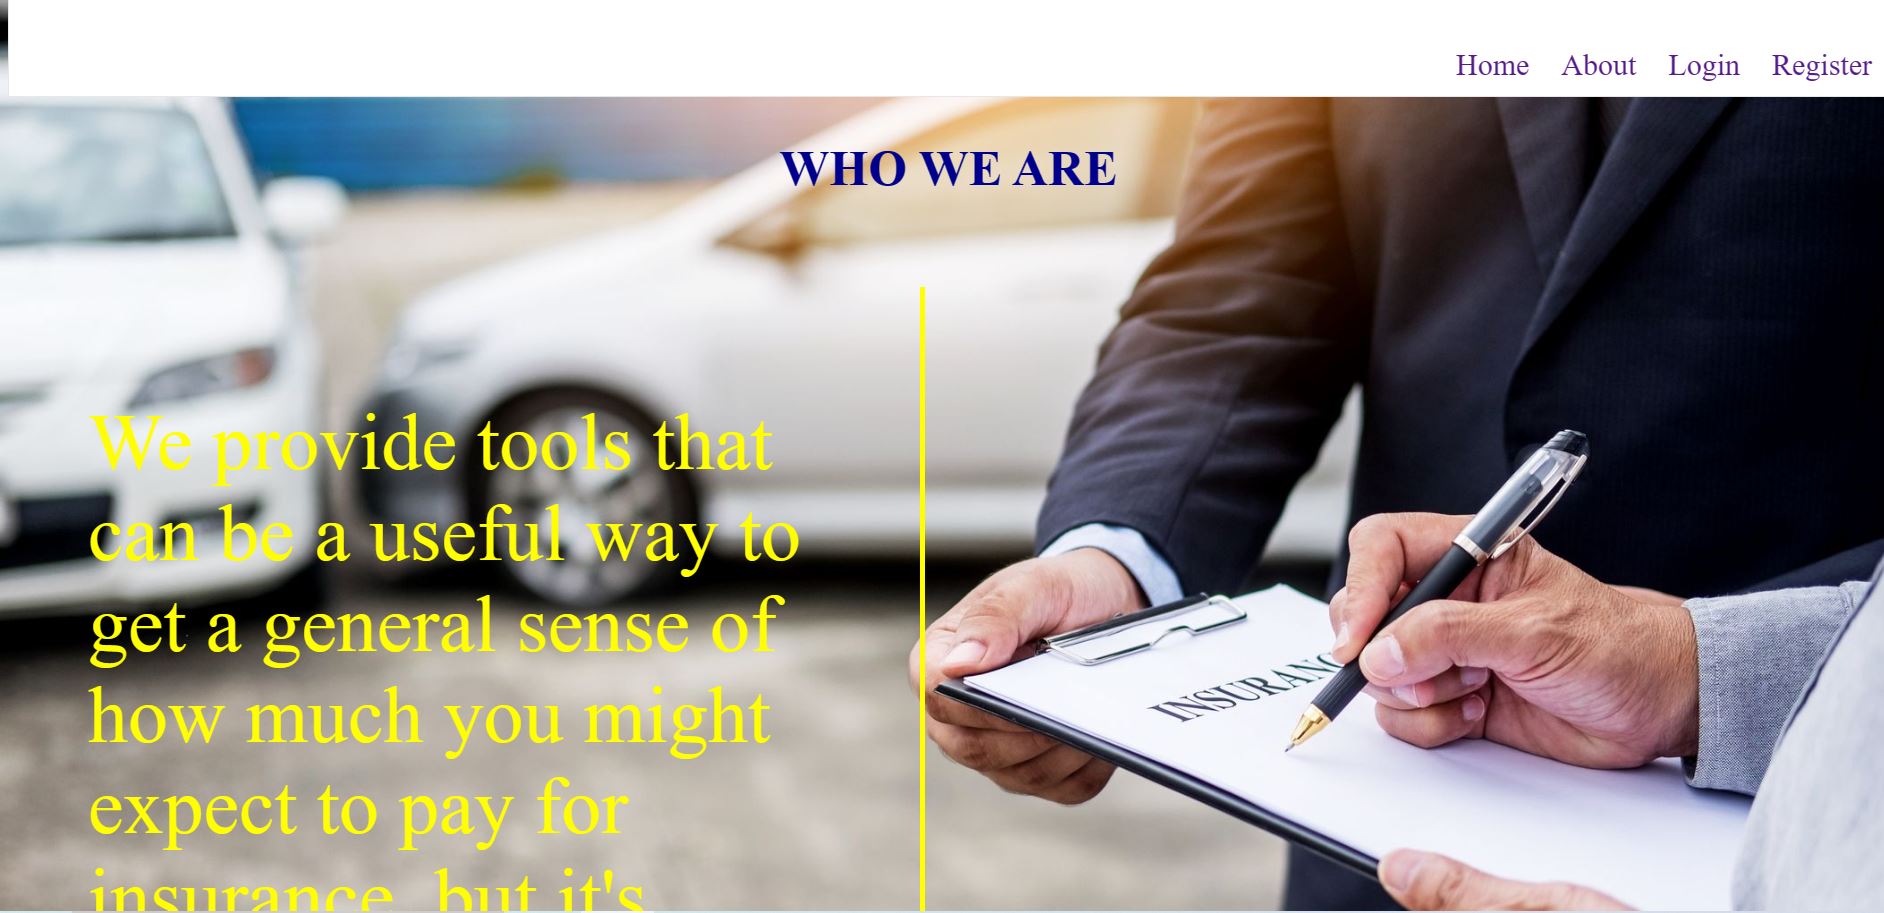 Home About Login Register
WHO WE ARE
We provide tools that
can be a useful way to
get a general sense of
how much you might
expect to pay for
insurance, but it's
INSURANC